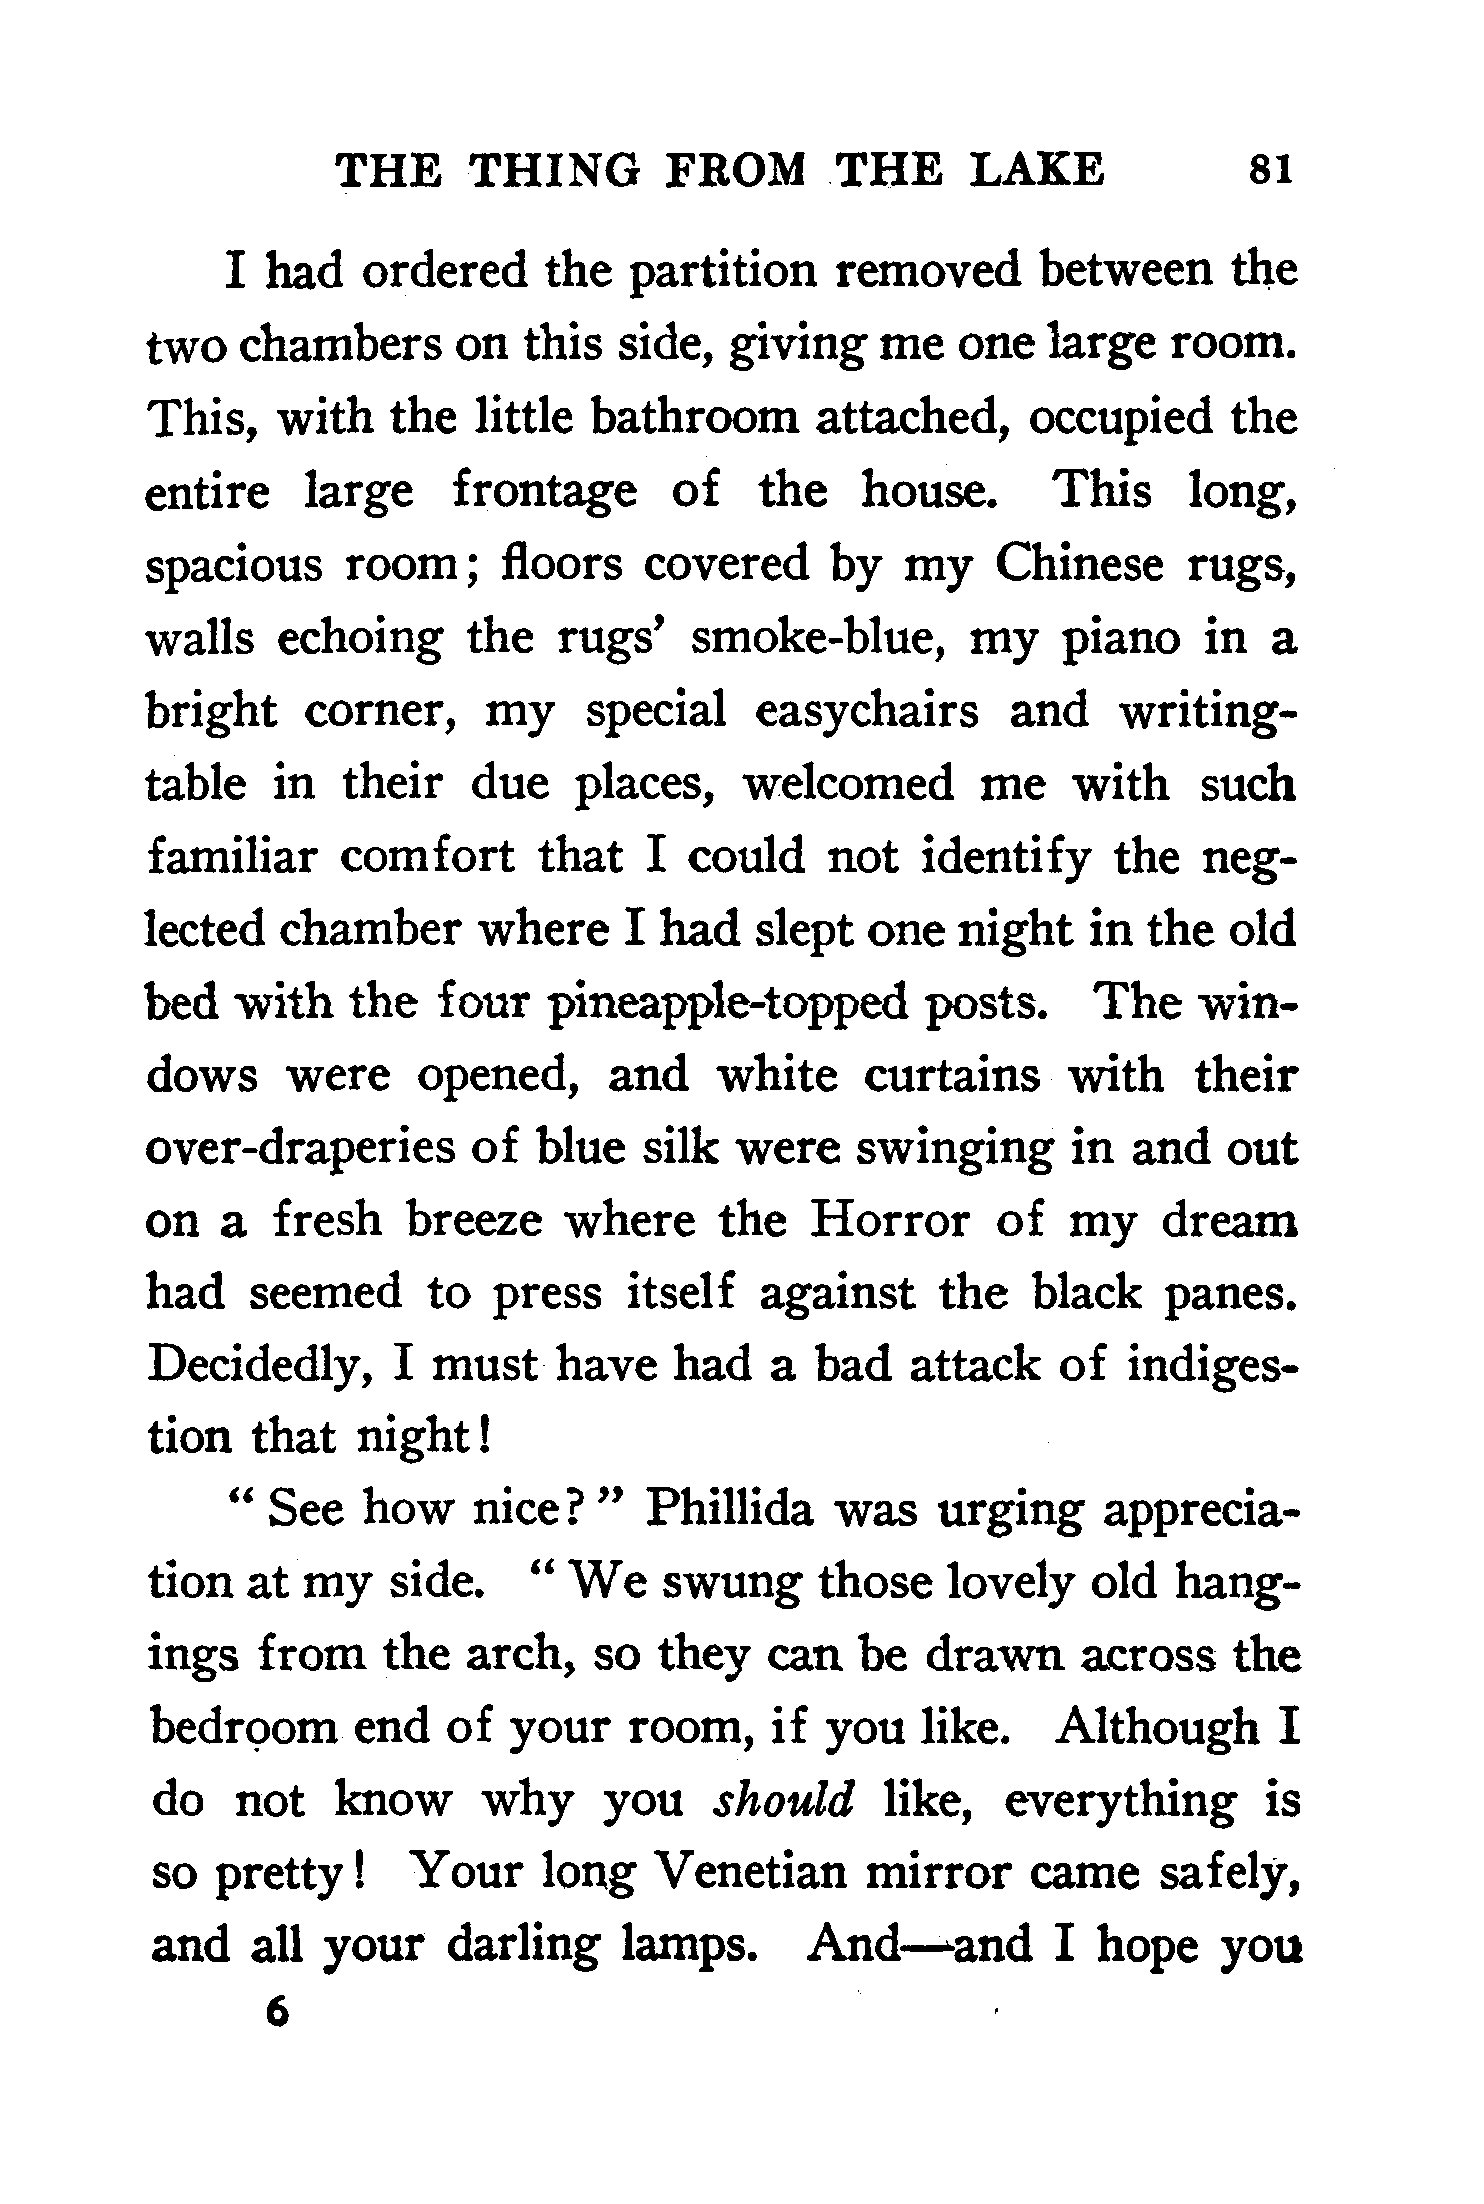 THE THING FROM THE LAKE 81
I had ordered the partition removed between the
two chambers on this side, giving me one large room.
This, with the little bathroom attached, occupied the
entire large frontage of the house. This long,
spacious room; floors covered by my Chinese rugs,
walls echoing the rugs' smoke-blue, my piano in a
bright corner, my special easychairs and writing-
table in their due places, welcomed me with such
familiar comfort that I could not identify the neg-
lected chamber where I had slept one night in the old
bed with the four pineapple-topped posts. The win-
dows were opened, and white curtains with their
over-draperies of blue silk were swinging in and out
on a fresh breeze where the Horror of my dream
had seemed to press itself against the black panes.
Decidedly, I must have had a bad attack of indiges-
tion that night!
“ See how nice? ” Phillida was urging apprecia-
tion at my side. “ We swung those lovely old hang-
ings from the arch, so they can be drawn across the
bedroom end of your room, if you like. Although I
do not know why you should like, everything is
so pretty! Your long Venetian mirror came safely,
and all your darling lamps. And—and I hope you
6